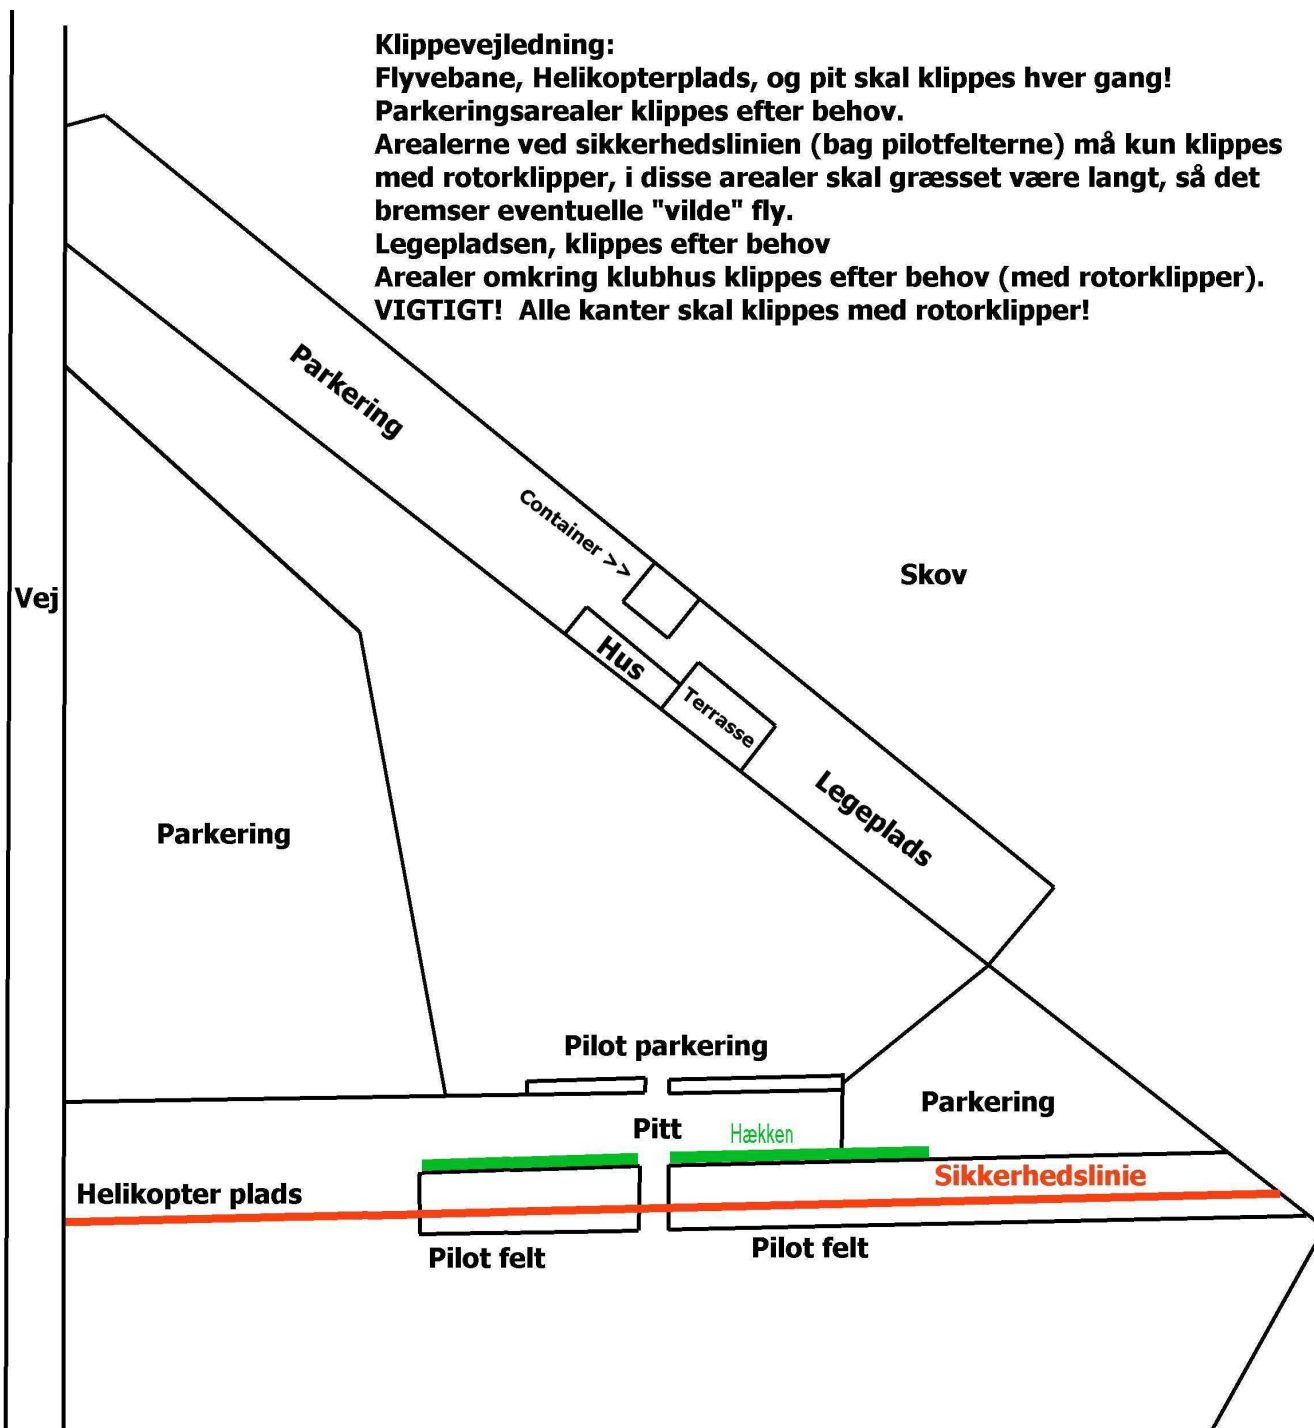 Klippevejledning:
Flyvebane, Helikopterplads, og pit skal klippes hver gang!
Parkeringsarealer klippes efter behov.
Arealerne ved sikkerhedslinien (bag pilotfelterne) må kun klippes
med rotorklipper, i disse arealer skal græsset være langt, så det
bremser eventuelle "vilde" fly.
Legepladsen, klippes efter behov
Arealer omkring klubhus klippes efter behov (med rotorklipper).
VIGTIGT!  Alle kanter skal klippes med rotorklipper!
Parkering
Container >>
Skov
Vej
Hus
Terrasse
Legeplads
Parkering
Pilot parkering
Parkering
Pitt
Hækken
Sikkerhedslinie
Helikopter plads
Pilot felt
Pilot felt